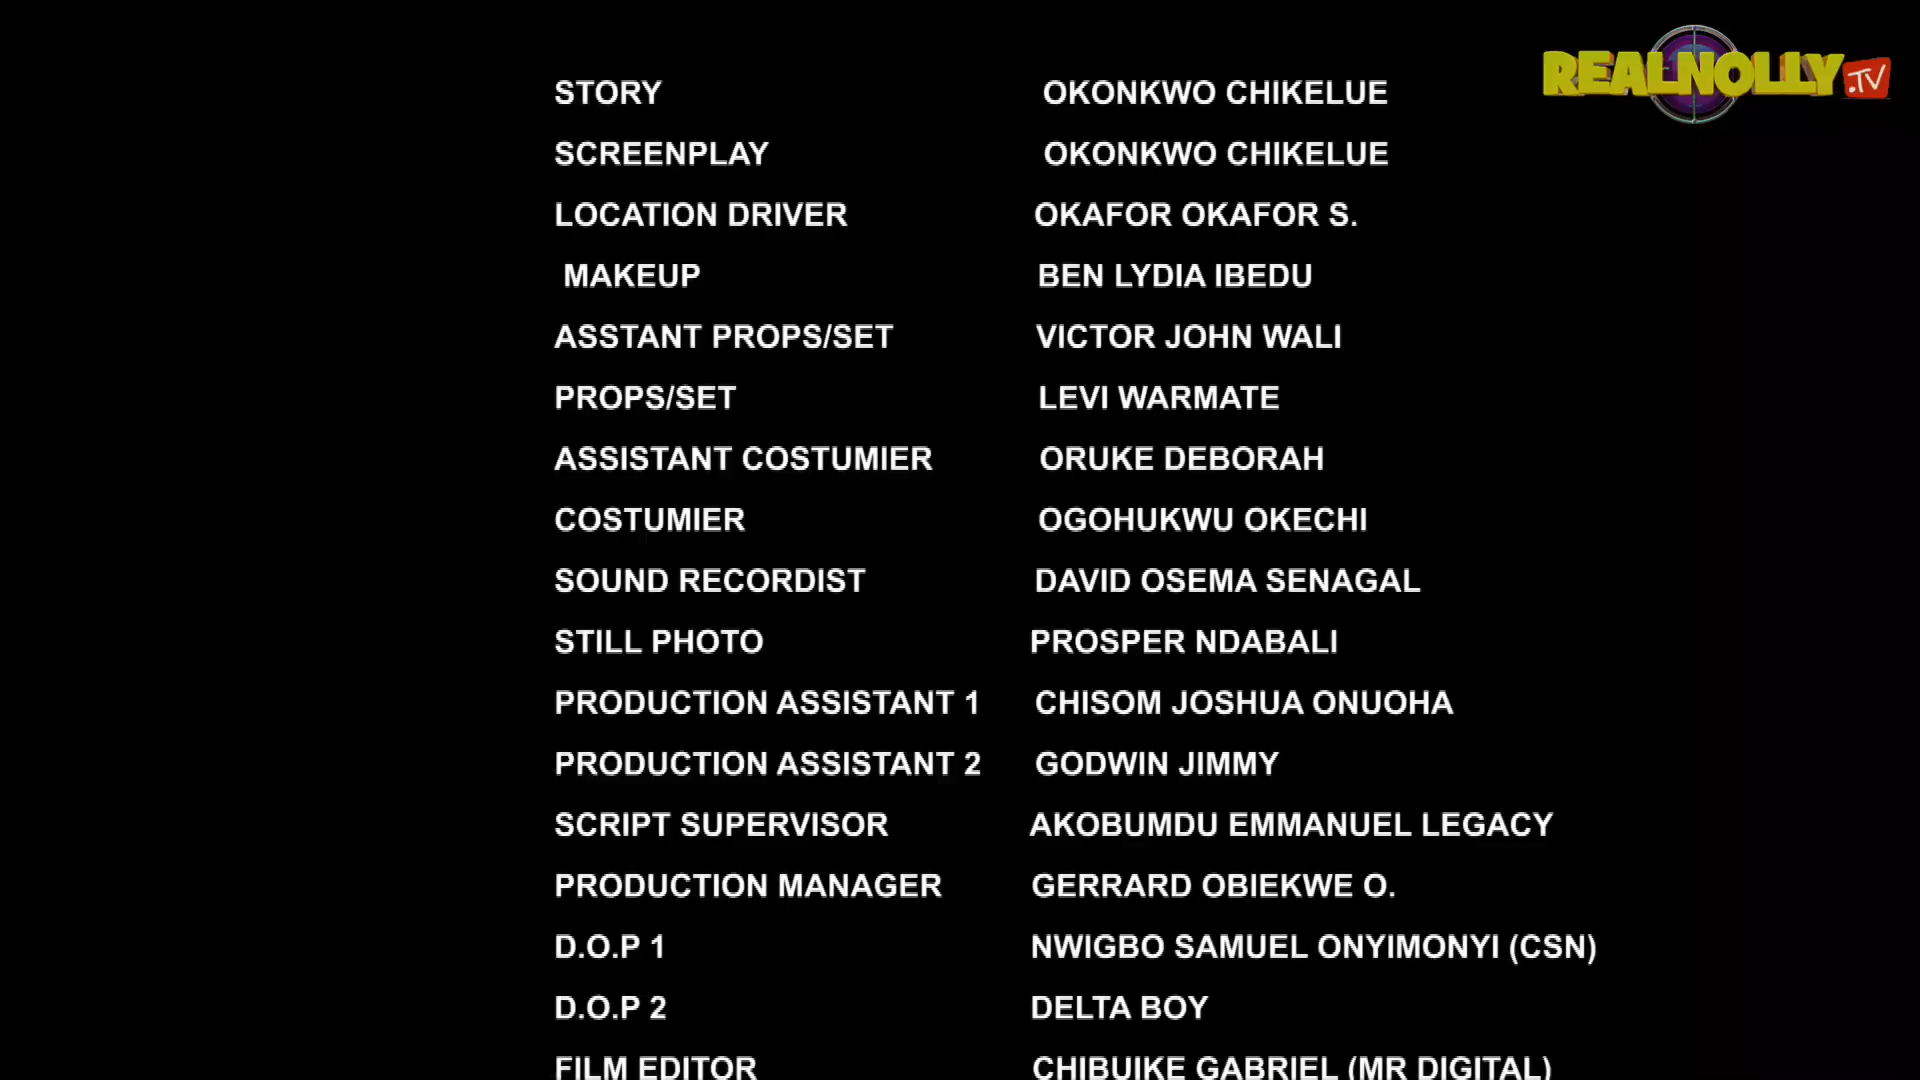 REALNOLLY.TV
STORY OKONKWO CHIKELUE
SCREENPLAY OKONKWO CHIKELUE
LOCATION DRIVER OKAFOR OKAFOR S.
MAKEUP BEN LYDIA IBEDU
ASSTANT PROPS/SET VICTOR JOHN WALI
PROPS/SET LEVI WARMATE
ASSISTANT COSTUMIER ORUKE DEBORAH
COSTUMIER OGOHUKWU OKECHI
SOUND RECORDIST DAVID OSEMA SENAGAL
STILL PHOTO PROSPER NDABALI
PRODUCTION ASSISTANT 1 CHISOM JOSHUA ONUOHA
PRODUCTION ASSISTANT 2 GODWIN JIMMY
SCRIPT SUPERVISOR AKOBUMDU EMMANUEL LEGACY
PRODUCTION MANAGER GERRARD OBIEKWE O.
D.O.P 1 NWIGBO SAMUEL ONYIMONYI (CSN)
D.O.P 2 DELTA BOY
FILM EDITOR CHIBUIKE GABRIEL (MR DIGITAL)